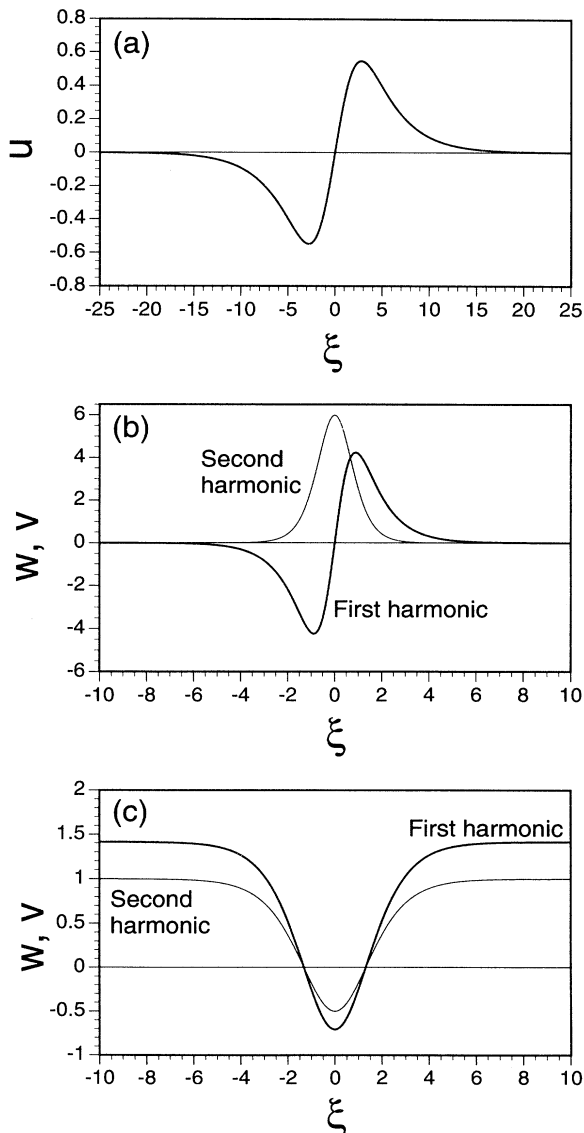 (a)
0.8
0.4
0.2
0
-0.2
-0.4
-0.6
-0.8
u
-25 -20 -15 -10 -5 0 5 10 15 20 25
ξ
(b)
6
4
2
0
-2
-4
-6
w, v
Second
harmonic
First harmonic
-10 -8 -6 -4 -2 0 2 4 6 8 10
ξ
(c)
2
1.5
1
0.5
0
-0.5
-1
w, v
First harmonic
Second
harmonic
-10 -8 -6 -4 -2 0 2 4 6 8 10
ξ